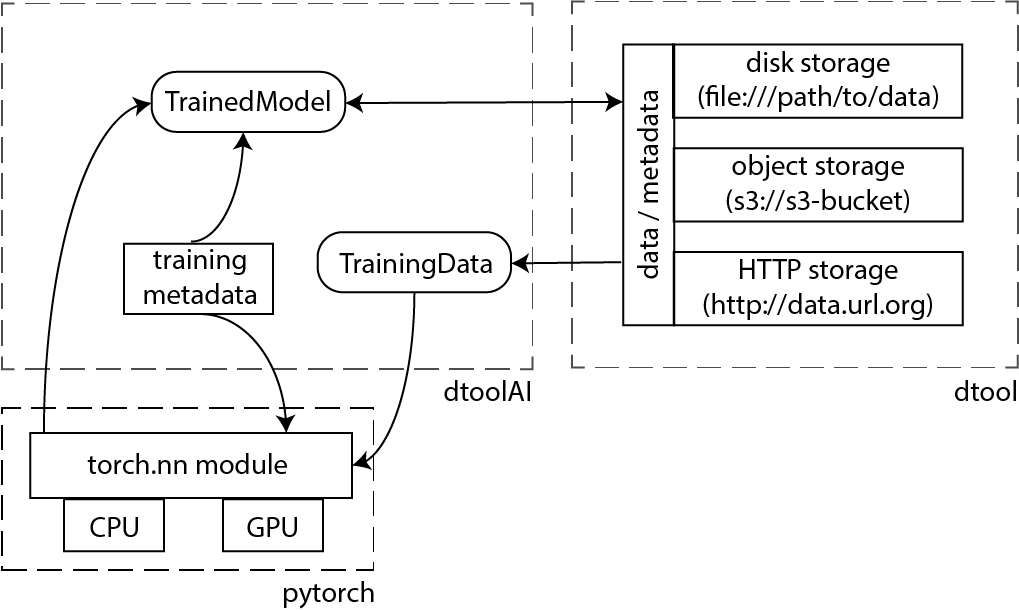 TrainedModel
training
metadata
TrainingData
dtoolAI
data / metadata
disk storage
(file:///path/to/data)
object storage
(s3://s3-bucket)
HTTP storage
(http://data.url.org)
dtool
torch.nn module
CPU
GPU
pytorch